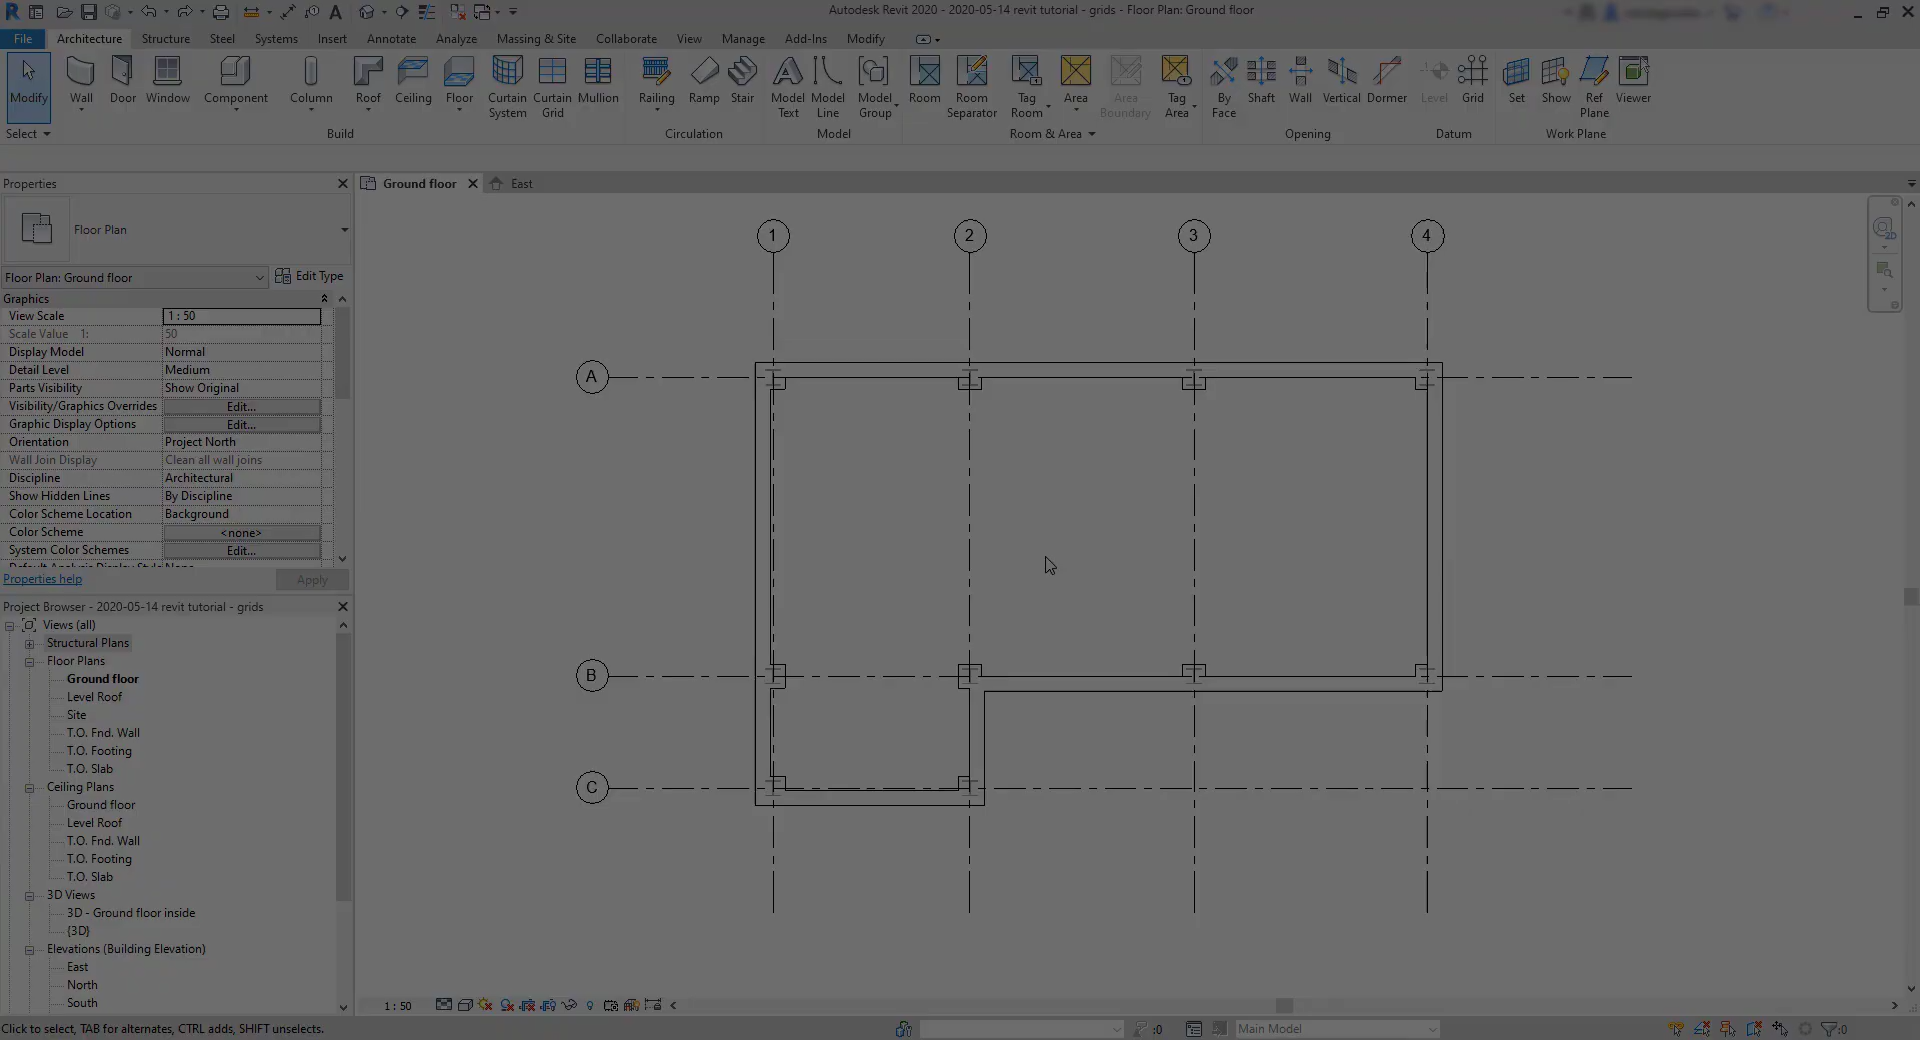 Autodesk Revit 2020 - 2020-05-14 revit tutorial - grids - Floor Plan: Ground floor
File Architecture Structure Steel Systems Insert Annotate Analyze Massing & Site Collaborate View Manage Add-Ins Modify
Modify Wall Door Window Component Column Roof Ceiling Floor Curtain System Curtain Grid Mullion Railing Ramp Stair Model Text Model Line Model Group Room Room Separator Tag Room Area Area Boundary Tag Area By Face Shaft Wall Vertical Dormer Level Grid Set Show Ref Plane Viewer
Select Build Circulation Model Room & Area Opening Datum Work Plane
Properties
Ground floor East
Floor Plan
Floor Plan: Ground floor Edit Type
Graphics
View Scale 1 : 50
Scale Value 1: 50
Display Model Normal
Detail Level Medium
Parts Visibility Show Original
Visibility/Graphics Overrides Edit...
Graphic Display Options Edit...
Orientation Project North
Wall Join Display Clean all wall joins
Discipline Architectural
Show Hidden Lines By Discipline
Color Scheme Location Background
Color Scheme <none>
System Color Schemes Edit...
Default Analysis Display Style None
Properties help Apply
Project Browser - 2020-05-14 revit tutorial - grids
Views (all)
Structural Plans
Floor Plans
Ground floor
Level Roof
Site
T.O. Fnd. Wall
T.O. Footing
T.O. Slab
Ceiling Plans
Ground floor
Level Roof
T.O. Fnd. Wall
T.O. Footing
T.O. Slab
3D Views
3D - Ground floor inside
{3D}
Elevations (Building Elevation)
East
North
South
1 2 3 4
A
B
C
2D
1 : 50
Click to select, TAB for alternates, CTRL adds, SHIFT unselects.
:0
Main Model
:0